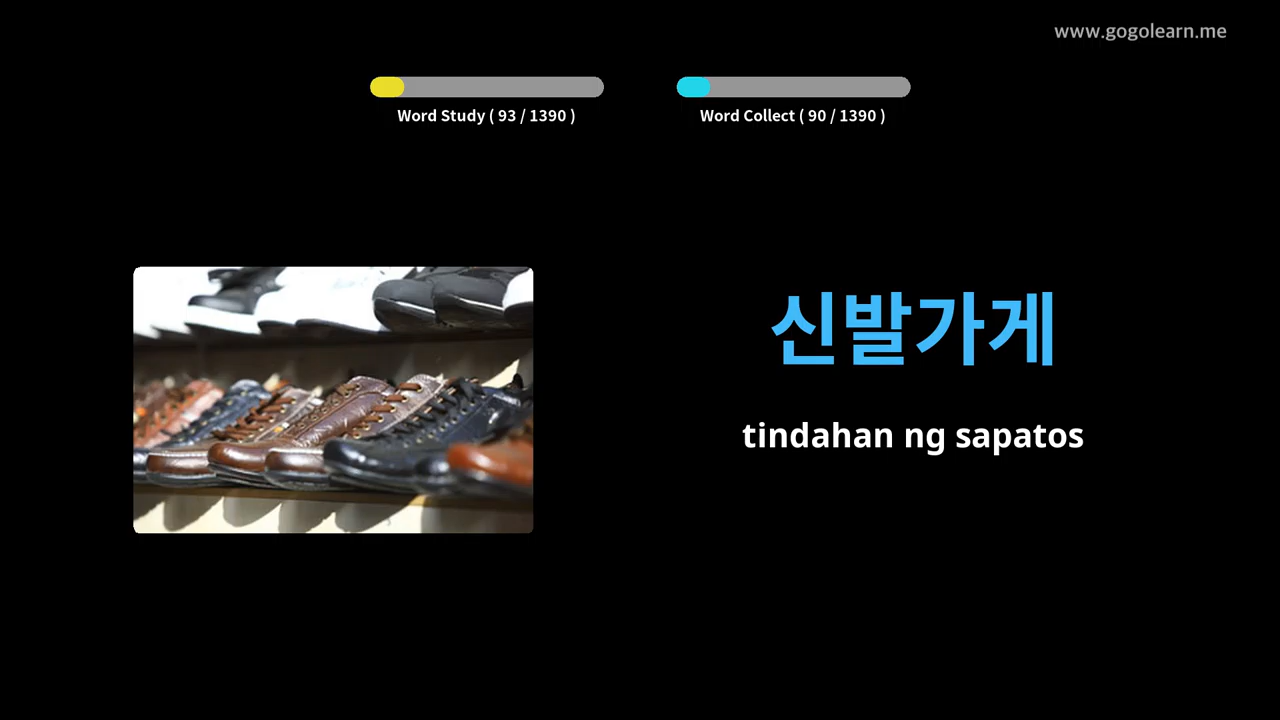 www.gogolearn.me
Word Study ( 93 / 1390 )
Word Collect ( 90 / 1390 )
신발가게
tindahan ng sapatos